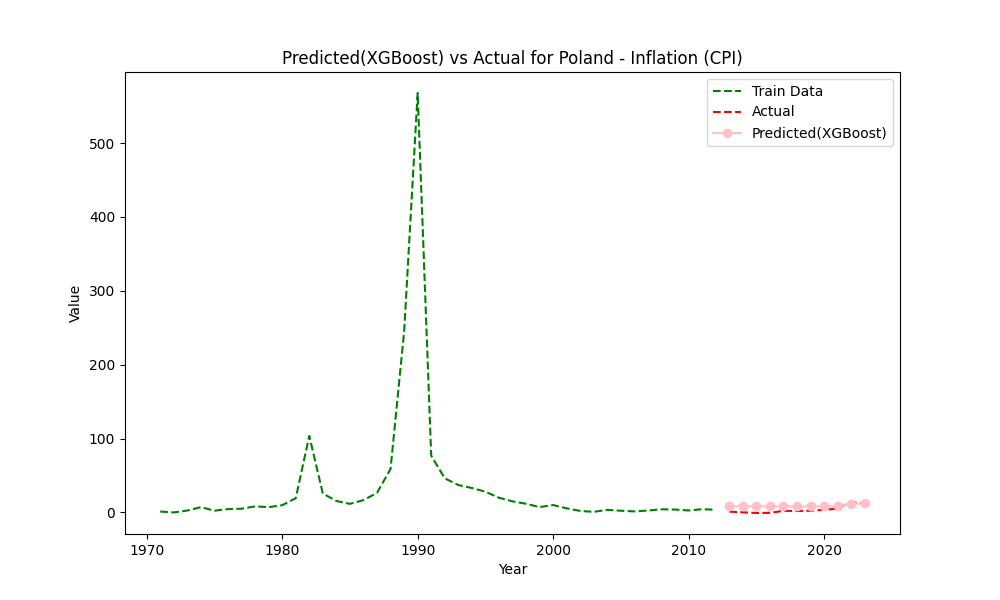 Predicted(XGBoost) vs Actual for Poland - Inflation (CPI)
Train Data
Actual
Predicted(XGBoost)
500
400
300
200
100
0
Value
1970
1980
1990
2000
2010
2020
Year